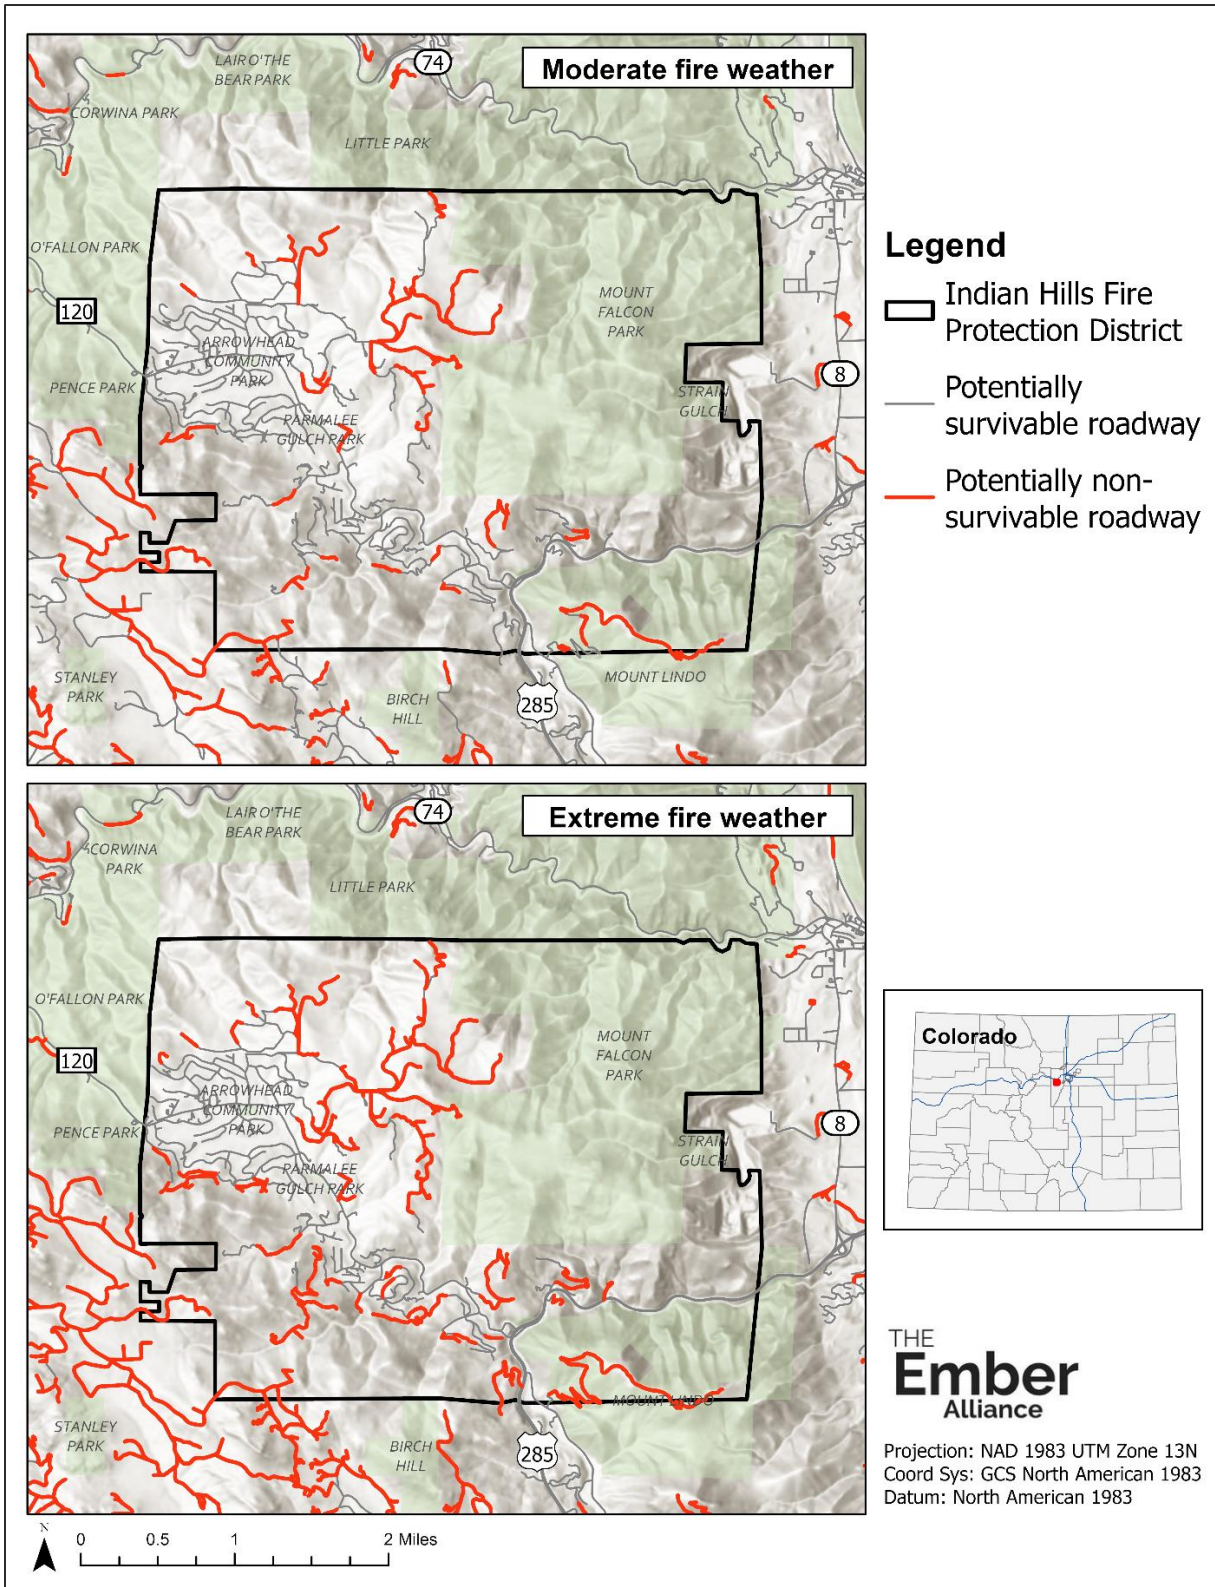 Moderate fire weather
LAIR O'THE
BEAR PARK
74
CORWINA PARK
LITTLE PARK
O'FALLON PARK
120
MOUNT
FALCON
PARK
ARROWHEAD
COMMUNITY
PARK
PENCE PARK
8
STRAIN
GULCH
PARMALEE
GULCH PARK
STANLEY
PARK
BIRCH
HILL
285
MOUNT LINDO
Legend
Indian Hills Fire
Protection District
Potentially
survivable roadway
Potentially non-
survivable roadway
Extreme fire weather
LAIR O'THE
BEAR PARK
74
CORWINA
PARK
LITTLE PARK
O'FALLON PARK
120
MOUNT
FALCON
PARK
ARROWHEAD
COMMUNITY
PARK
PENCE PARK
8
STRAIN
GULCH
PARMALEE
GULCH PARK
MOUNT LINDO
STANLEY
PARK
BIRCH
HILL
285
Colorado
THE
Ember
Alliance
Projection: NAD 1983 UTM Zone 13N
Coord Sys: GCS North American 1983
Datum: North American 1983
N
0 0.5 1 2 Miles